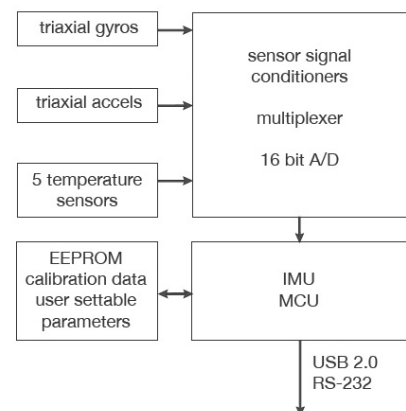 triaxial gyros
triaxial accels
5 temperature
sensors
sensor signal
conditioners
multiplexer
16 bit A/D
EEPROM
calibration data
user settable
parameters
IMU
MCU
USB 2.0
RS-232